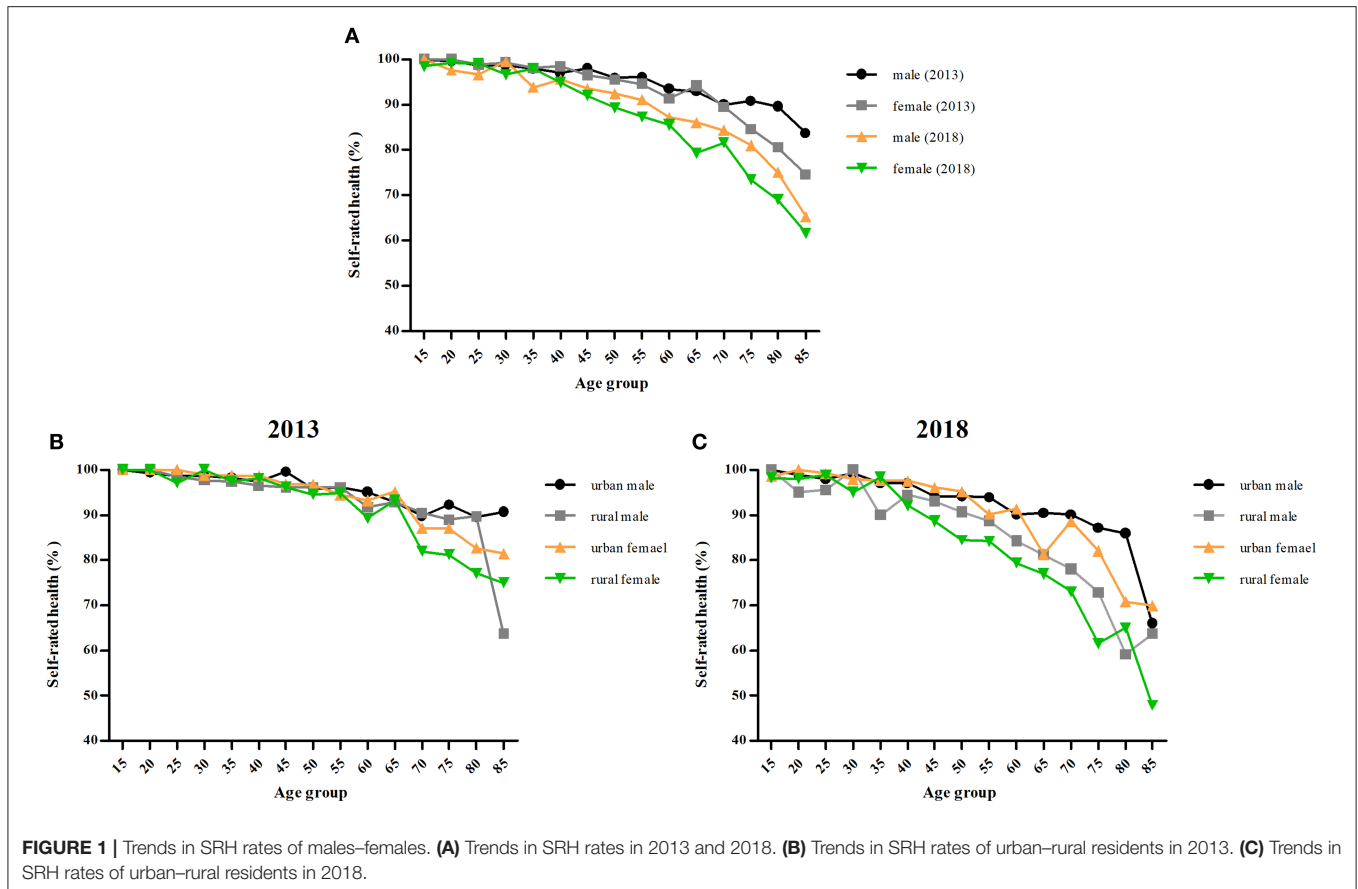 A
100
90
80
70
60
50
40
Self-rated health (%)
15 20 25 30 35 40 45 50 55 60 65 70 75 80 85
Age group
male (2013)
female (2013)
male (2018)
female (2018)
B
2013
100
90
80
70
60
50
40
Self-rated health (%)
15 20 25 30 35 40 45 50 55 60 65 70 75 80 85
Age group
urban male
rural male
urban femael
rural female
C
2018
100
90
80
70
60
50
40
Self-rated health (%)
15 20 25 30 35 40 45 50 55 60 65 70 75 80 85
Age group
urban male
rural male
urban femael
rural female
FIGURE 1 | Trends in SRH rates of males–females. (A) Trends in SRH rates in 2013 and 2018. (B) Trends in SRH rates of urban–rural residents in 2013. (C) Trends in
SRH rates of urban–rural residents in 2018.